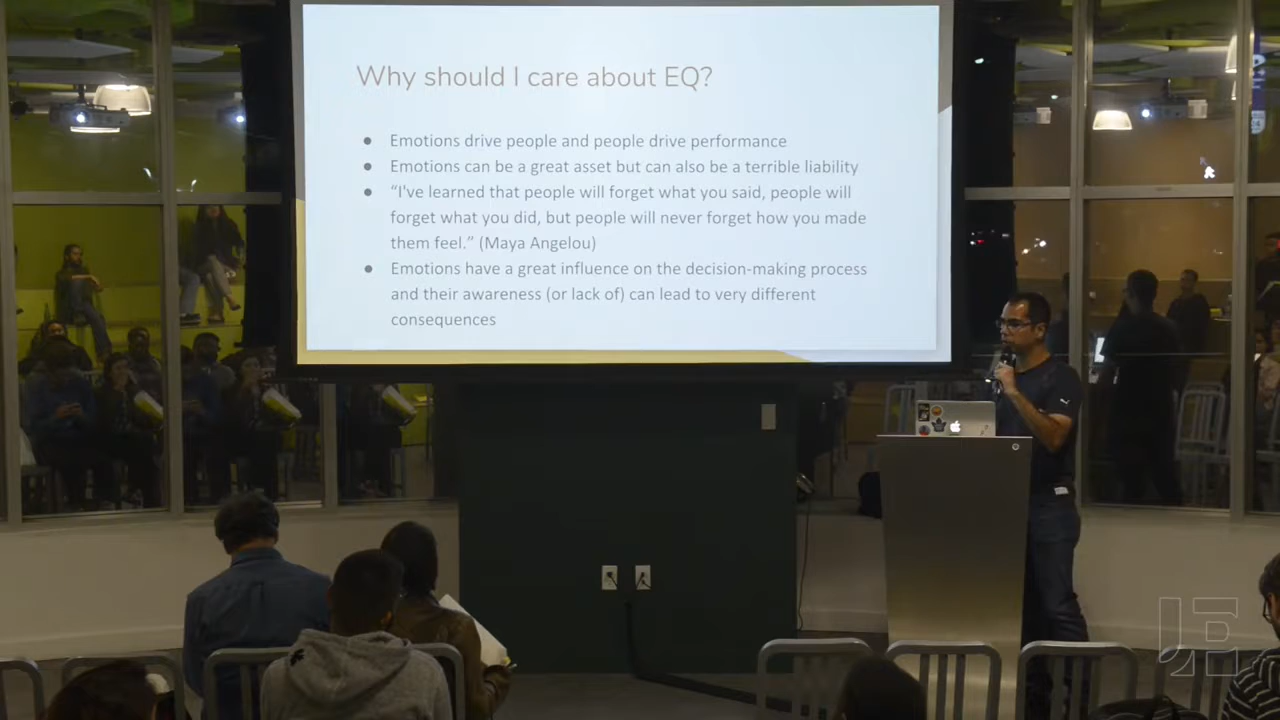 Why should I care about EQ?
● Emotions drive people and people drive performance
● Emotions can be a great asset but can also be a terrible liability
● “I've learned that people will forget what you said, people will
forget what you did, but people will never forget how you made
them feel.” (Maya Angelou)
● Emotions have a great influence on the decision-making process
and their awareness (or lack of) can lead to very different
consequences
JE